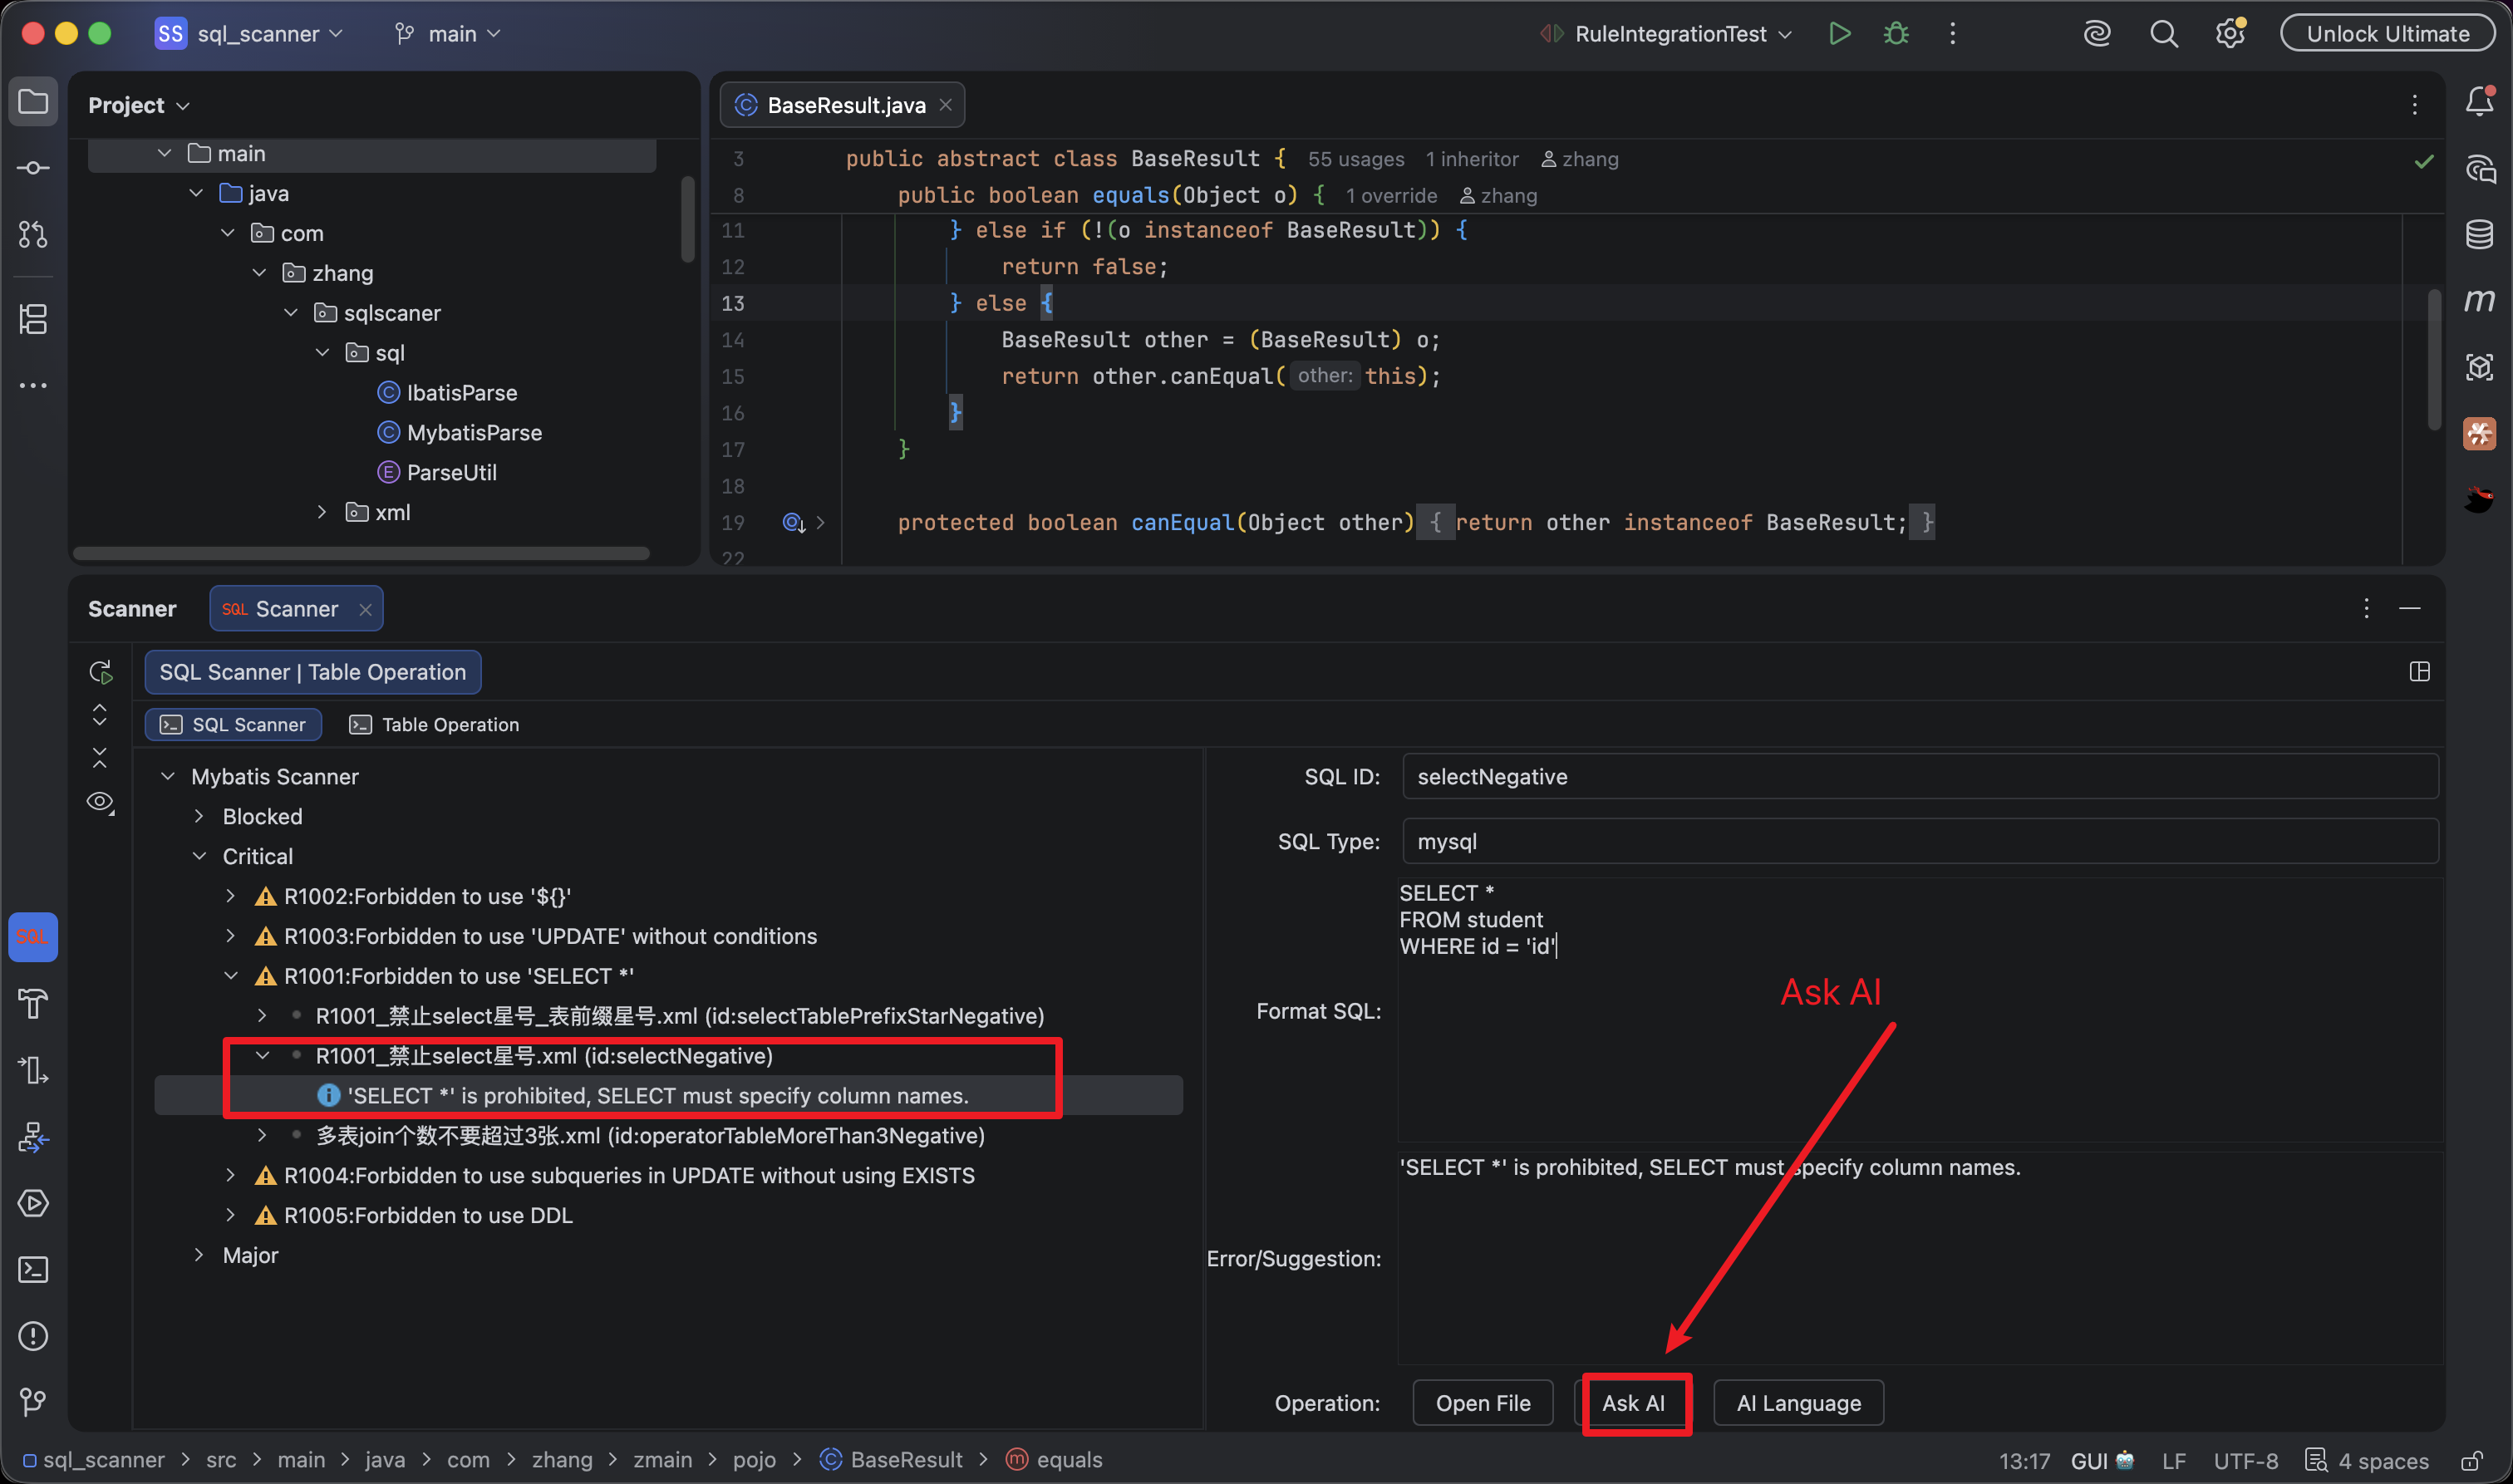 SS sql_scanner main RuleIntegrationTest Unlock Ultimate
Project
main
java
com
zhang
sqlscaner
sql
IbatisParse
MybatisParse
ParseUtil
xml
BaseResult.java
3 public abstract class BaseResult { 55 usages 1 inheritor zhang
8 public boolean equals(Object o) { 1 override zhang
11 } else if (!(o instanceof BaseResult)) {
12 return false;
13 } else {
14 BaseResult other = (BaseResult) o;
15 return other.canEqual( other: this);
16 }
17 }
18
19 protected boolean canEqual(Object other) { return other instanceof BaseResult; }
22
Scanner SQL Scanner
SQL Scanner | Table Operation
SQL Scanner Table Operation
Mybatis Scanner
Blocked
Critical
R1002:Forbidden to use '${}'
R1003:Forbidden to use 'UPDATE' without conditions
R1001:Forbidden to use 'SELECT *'
R1001_禁止select星号_表前缀星号.xml (id:selectTablePrefixStarNegative)
R1001_禁止select星号.xml (id:selectNegative)
'SELECT *' is prohibited, SELECT must specify column names.
多表join个数不要超过3张.xml (id:operatorTableMoreThan3Negative)
R1004:Forbidden to use subqueries in UPDATE without using EXISTS
R1005:Forbidden to use DDL
Major
SQL ID: selectNegative
SQL Type: mysql
Format SQL:
SELECT *
FROM student
WHERE id = 'id'
Ask AI
Error/Suggestion:
'SELECT *' is prohibited, SELECT must specify column names.
Operation: Open File Ask AI AI Language
SQL
m
sql_scanner src main java com zhang zmain pojo BaseResult equals 13:17 GUI LF UTF-8 4 spaces